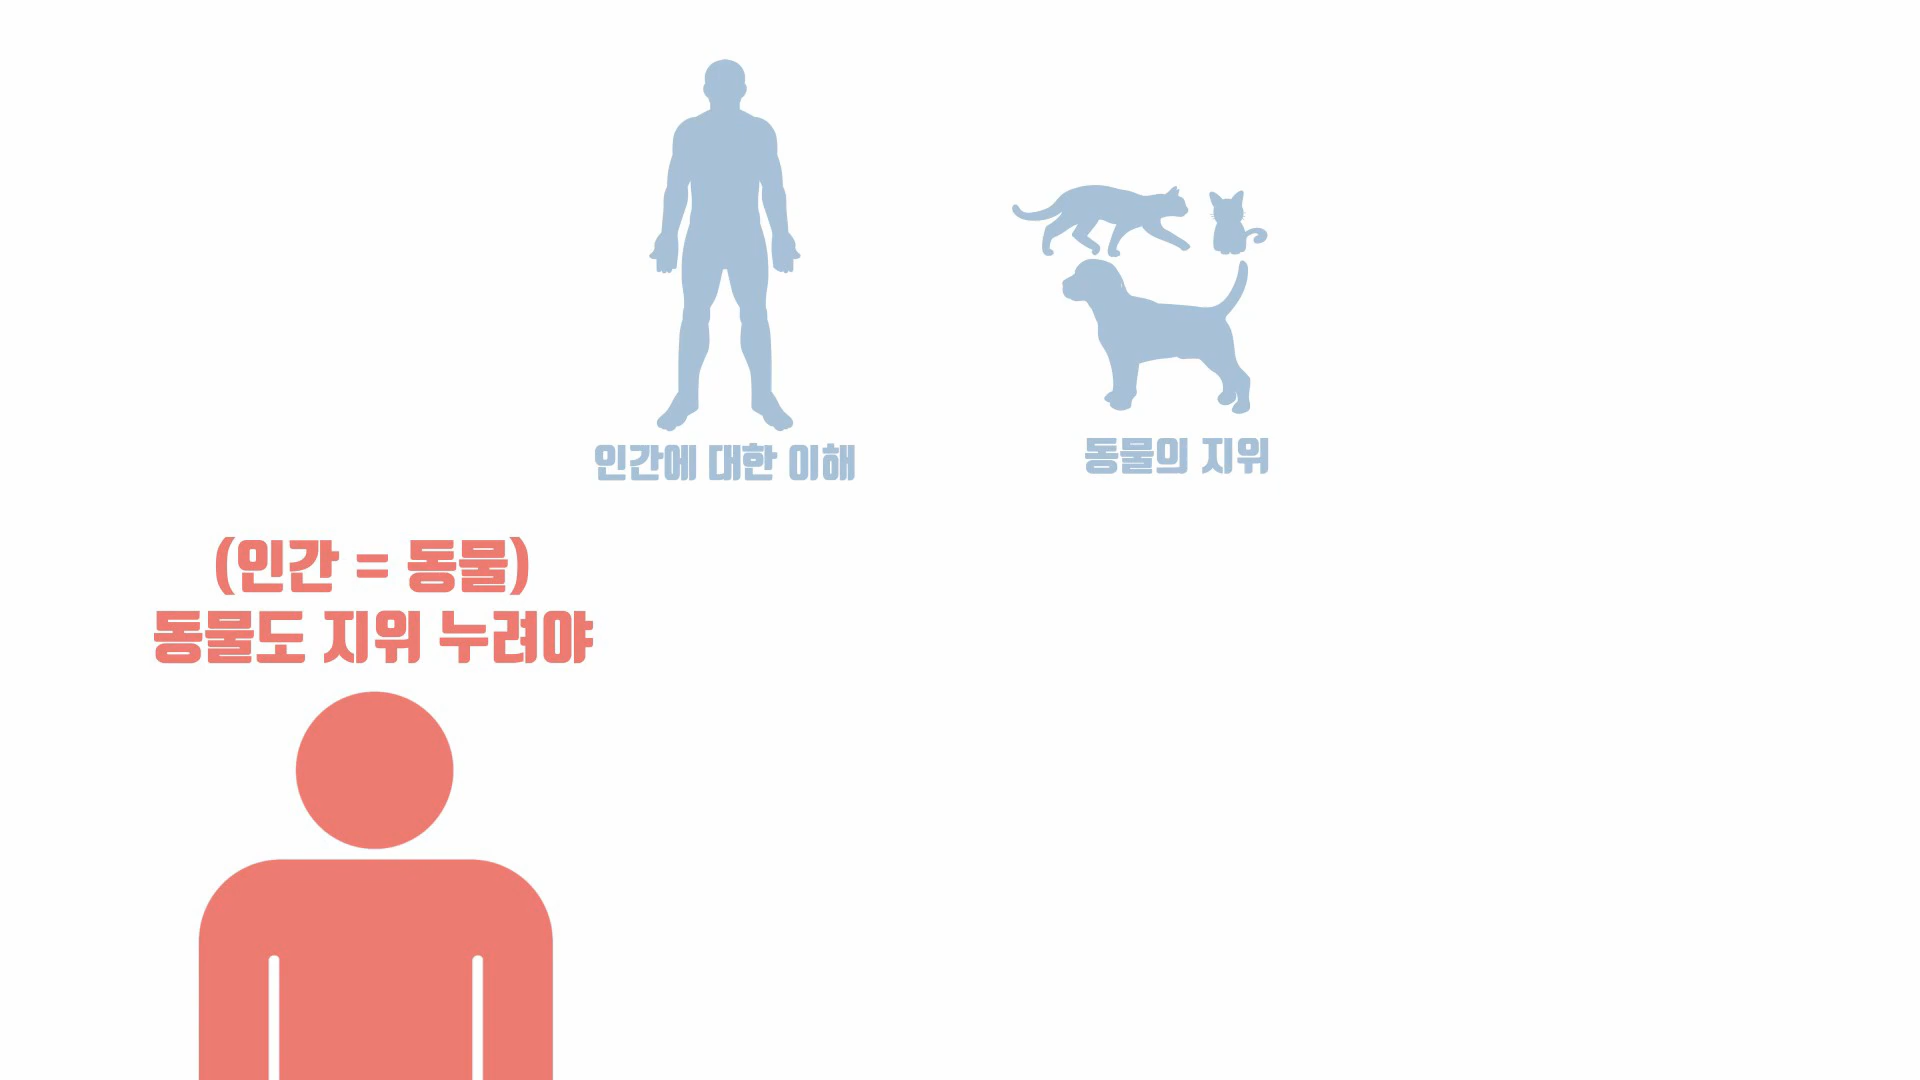 인간에 대한 이해
동물의 지위
(인간 = 동물)
동물도 지위 누려야